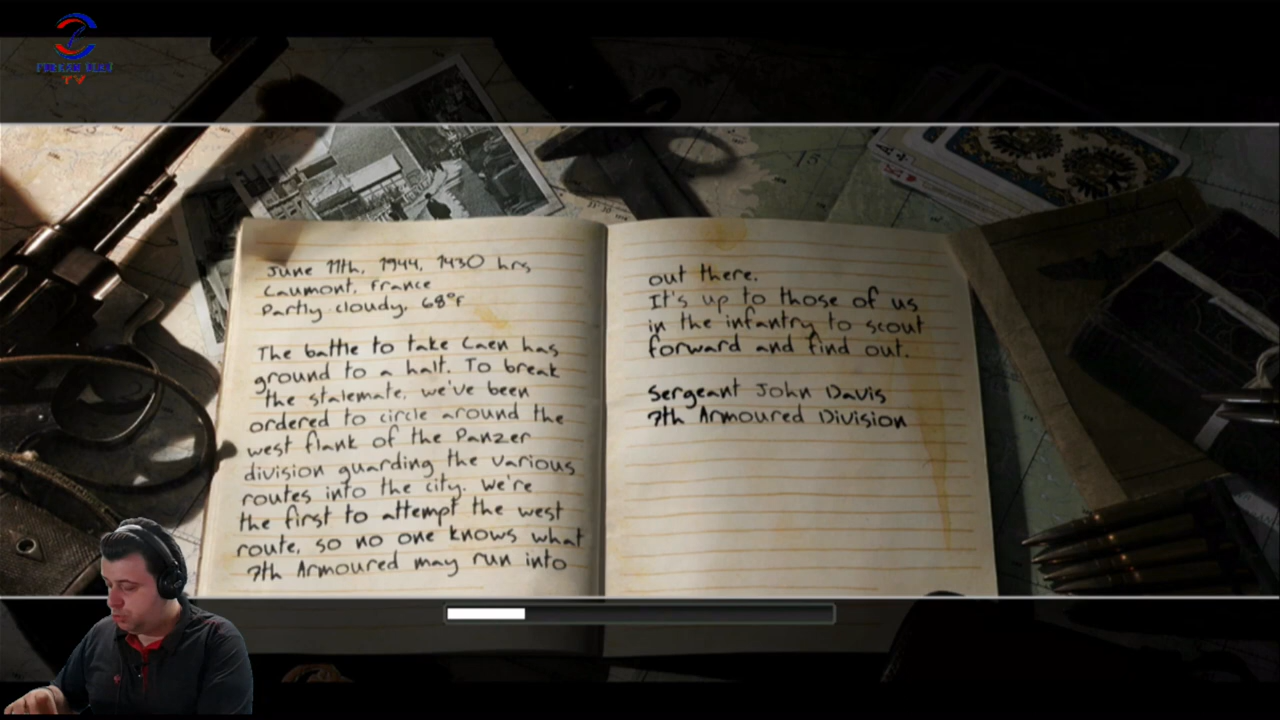 TV
June 11th, 1944, 1430 hrs
Caumont, France
Partly cloudy, 68°F
The battle to take Caen has
ground to a halt. To break
the stalemate, we've been
ordered to circle around the
west flank of the Panzer
division guarding the various
routes into the city. We're
the first to attempt the west
route, so no one knows what
7th Armoured may run into
out there.
It's up to those of us
in the infantry to scout
forward and find out.
Sergeant John Davis
7th Armoured Division